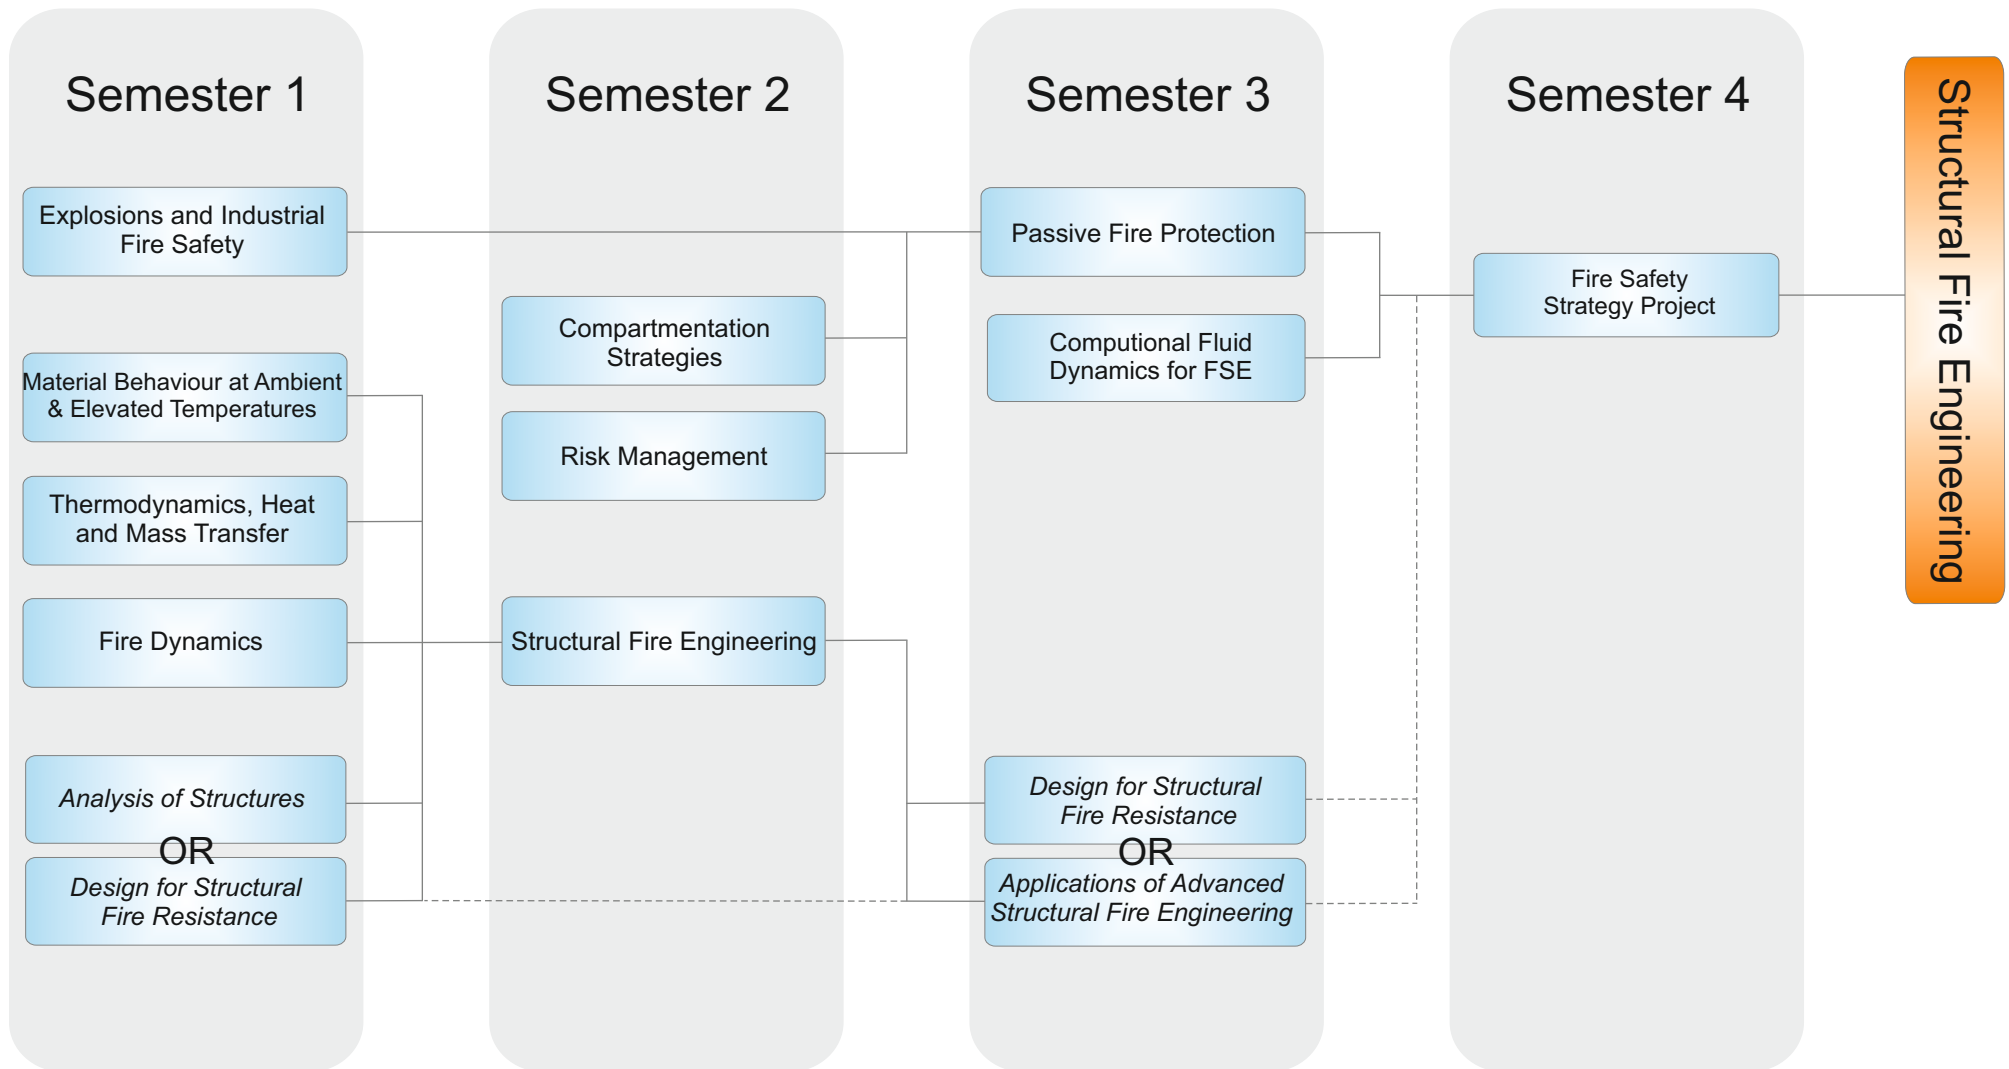 Semester 1
Explosions and Industrial
Fire Safety
Material Behaviour at Ambient
& Elevated Temperatures
Thermodynamics, Heat
and Mass Transfer
Fire Dynamics
Analysis of Structures
OR
Design for Structural
Fire Resistance
Semester 2
Compartmentation
Strategies
Risk Management
Structural Fire Engineering
Semester 3
Passive Fire Protection
Computional Fluid
Dynamics for FSE
Design for Structural
Fire Resistance
OR
Applications of Advanced
Structural Fire Engineering
Semester 4
Fire Safety
Strategy Project
Structural Fire Engineering